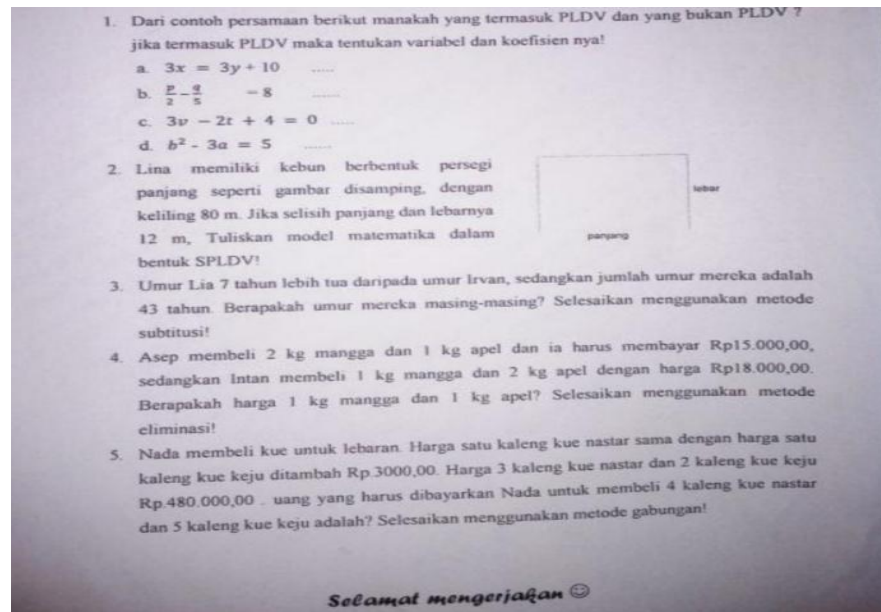 1. Dari contoh persamaan berikut manakah yang termasuk PLDV dan yang bukan PLDV ?
jika termasuk PLDV maka tentukan variabel dan koefisien nya!
a. 3x = 3y + 10 .....
b. p/2 - q/5 - 8 .......
c. 3v - 2t + 4 = 0 .....
d. b² - 3a = 5 ......
2. Lina memiliki kebun berbentuk persegi
panjang seperti gambar disamping, dengan
keliling 80 m. Jika selisih panjang dan lebarnya
12 m, Tuliskan model matematika dalam
bentuk SPLDV!
lebar
panjang
3. Umur Lia 7 tahun lebih tua daripada umur Irvan, sedangkan jumlah umur mereka adalah
43 tahun. Berapakah umur mereka masing-masing? Selesaikan menggunakan metode
subtitusi!
4. Asep membeli 2 kg mangga dan 1 kg apel dan ia harus membayar Rp15.000,00,
sedangkan Intan membeli 1 kg mangga dan 2 kg apel dengan harga Rp18.000,00.
Berapakah harga 1 kg mangga dan 1 kg apel? Selesaikan menggunakan metode
eliminasi!
5. Nada membeli kue untuk lebaran. Harga satu kaleng kue nastar sama dengan harga satu
kaleng kue keju ditambah Rp.3000,00. Harga 3 kaleng kue nastar dan 2 kaleng kue keju
Rp.480.000,00 . uang yang harus dibayarkan Nada untuk membeli 4 kaleng kue nastar
dan 5 kaleng kue keju adalah? Selesaikan menggunakan metode gabungan!
Selamat mengerjakan ☺